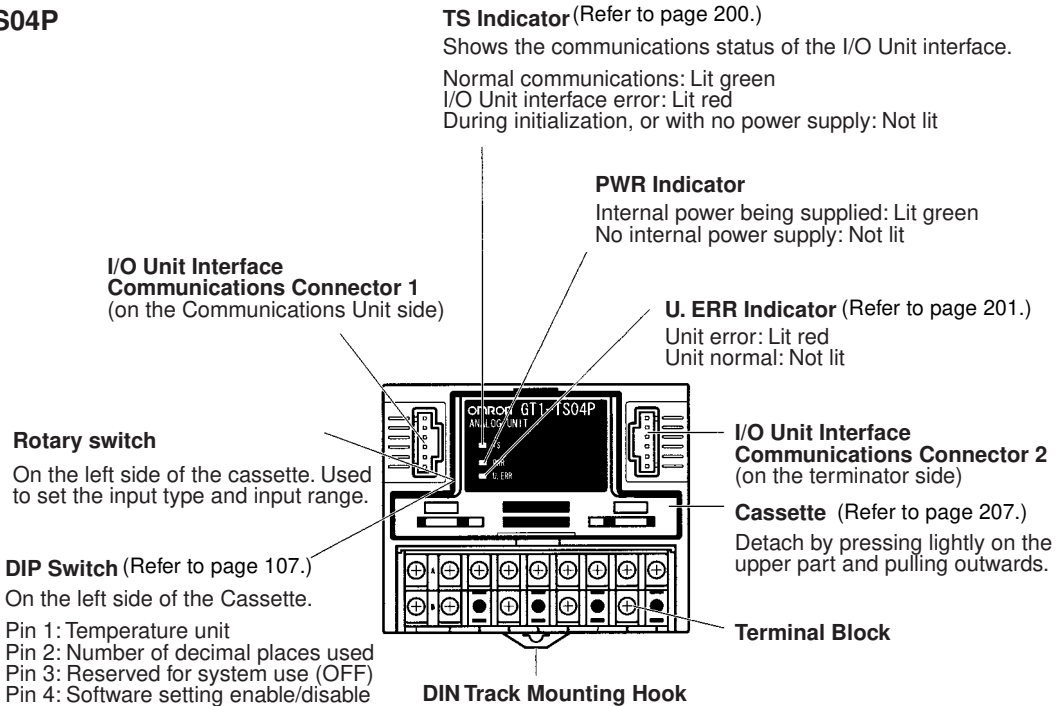 S04P
TS Indicator (Refer to page 200.)
Shows the communications status of the I/O Unit interface.
Normal communications: Lit green
I/O Unit interface error: Lit red
During initialization, or with no power supply: Not lit
PWR Indicator
Internal power being supplied: Lit green
No internal power supply: Not lit
I/O Unit Interface
Communications Connector 1
(on the Communications Unit side)
U. ERR Indicator (Refer to page 201.)
Unit error: Lit red
Unit normal: Not lit
OMRON GT1-TS04P
ANALOG UNIT
TS
PWR
U.ERR
Rotary switch
On the left side of the cassette. Used
to set the input type and input range.
I/O Unit Interface
Communications Connector 2
(on the terminator side)
Cassette (Refer to page 207.)
Detach by pressing lightly on the
upper part and pulling outwards.
DIP Switch (Refer to page 107.)
On the left side of the Cassette.
Pin 1: Temperature unit
Pin 2: Number of decimal places used
Pin 3: Reserved for system use (OFF)
Pin 4: Software setting enable/disable
A
B
Terminal Block
DIN Track Mounting Hook